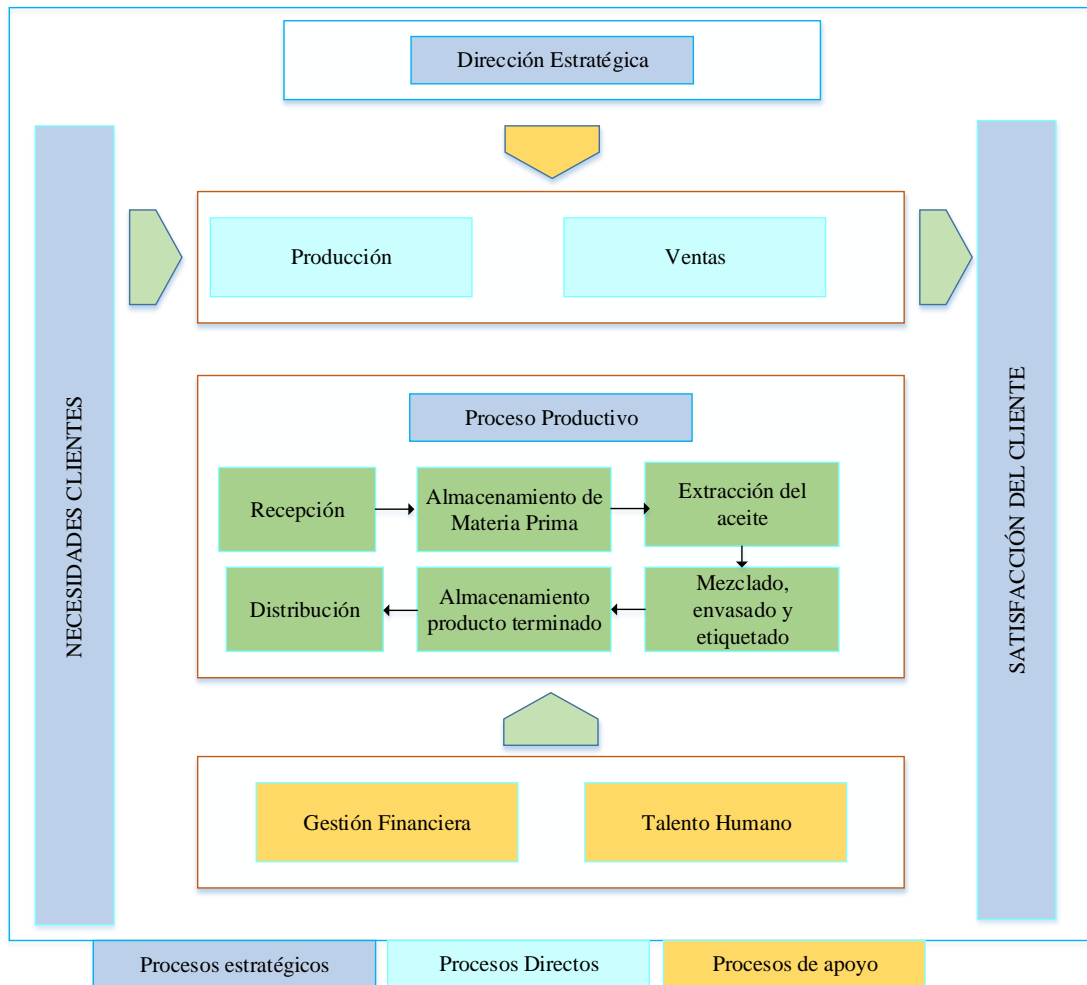 Dirección Estratégica
NECESIDADES CLIENTES
Producción
Ventas
SATISFACCIÓN DEL CLIENTE
Proceso Productivo
Recepción
Almacenamiento de
Materia Prima
Extracción del
aceite
Distribución
Almacenamiento
producto terminado
Mezclado,
envasado y
etiquetado
Gestión Financiera
Talento Humano
Procesos estratégicos
Procesos Directos
Procesos de apoyo